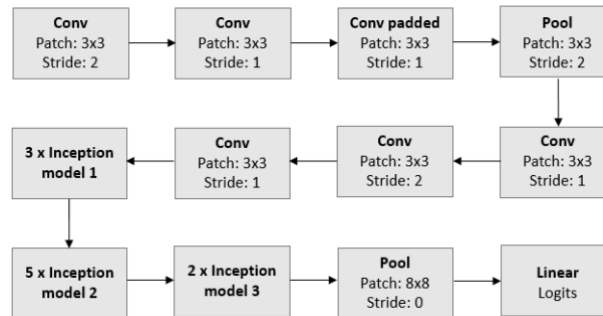 Conv
Patch: 3x3
Stride: 2
Conv
Patch: 3x3
Stride: 1
Conv padded
Patch: 3x3
Stride: 1
Pool
Patch: 3x3
Stride: 2
Conv
Patch: 3x3
Stride: 1
Conv
Patch: 3x3
Stride: 2
Conv
Patch: 3x3
Stride: 1
3 x Inception
model 1
5 x Inception
model 2
2 x Inception
model 3
Pool
Patch: 8x8
Stride: 0
Linear
Logits